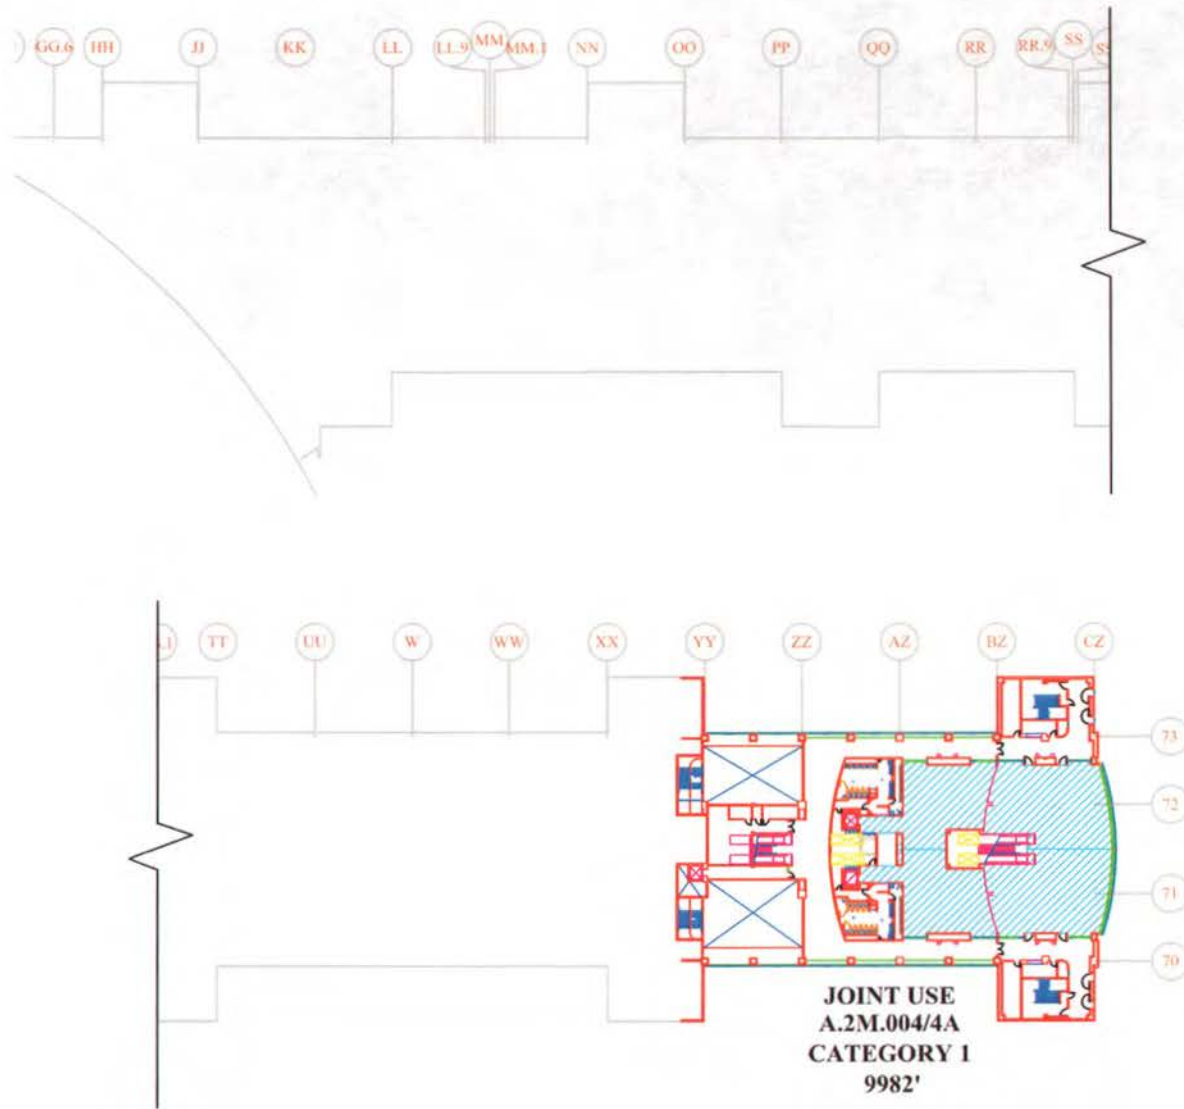 GG.6 HH JJ KK LL LL.9 MM MM.1 NN OO PP QQ RR RR.9 SS
TT UU W WW XX YY ZZ AZ BZ CZ
73
72
71
70
JOINT USE
A.2M.004/4A
CATEGORY 1
9982'